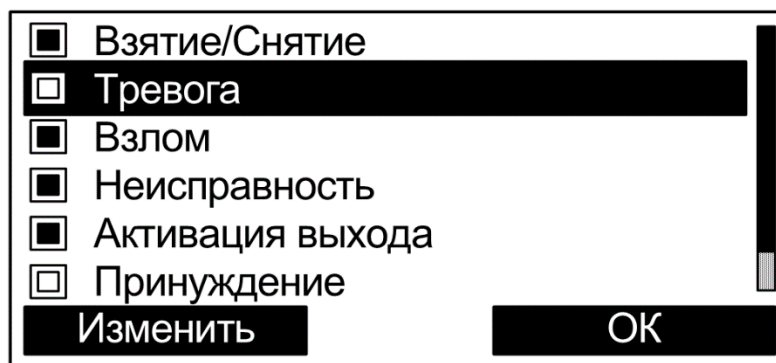 Взятие/Снятие
Тревога
Взлом
Неисправность
Активация выхода
Принуждение
Изменить ОК